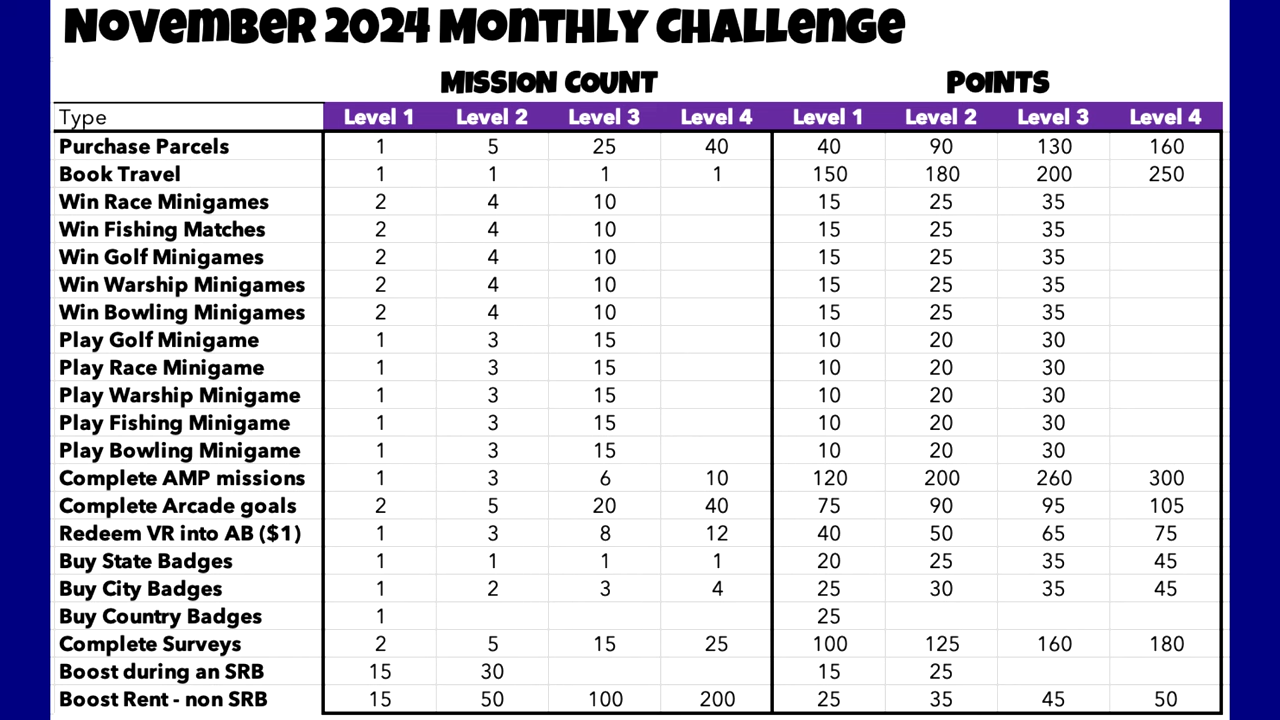 November 2024 Monthly Challenge
Mission Count Points
Type Level 1 Level 2 Level 3 Level 4 Level 1 Level 2 Level 3 Level 4
Purchase Parcels 1 5 25 40 40 90 130 160
Book Travel 1 1 1 1 150 180 200 250
Win Race Minigames 2 4 10 15 25 35
Win Fishing Matches 2 4 10 15 25 35
Win Golf Minigames 2 4 10 15 25 35
Win Warship Minigames 2 4 10 15 25 35
Win Bowling Minigames 2 4 10 15 25 35
Play Golf Minigame 1 3 15 10 20 30
Play Race Minigame 1 3 15 10 20 30
Play Warship Minigame 1 3 15 10 20 30
Play Fishing Minigame 1 3 15 10 20 30
Play Bowling Minigame 1 3 15 10 20 30
Complete AMP missions 1 3 6 10 120 200 260 300
Complete Arcade goals 2 5 20 40 75 90 95 105
Redeem VR into AB ($1) 1 3 8 12 40 50 65 75
Buy State Badges 1 1 1 1 20 25 35 45
Buy City Badges 1 2 3 4 25 30 35 45
Buy Country Badges 1 25
Complete Surveys 2 5 15 25 100 125 160 180
Boost during an SRB 15 30 15 25
Boost Rent - non SRB 15 50 100 200 25 35 45 50